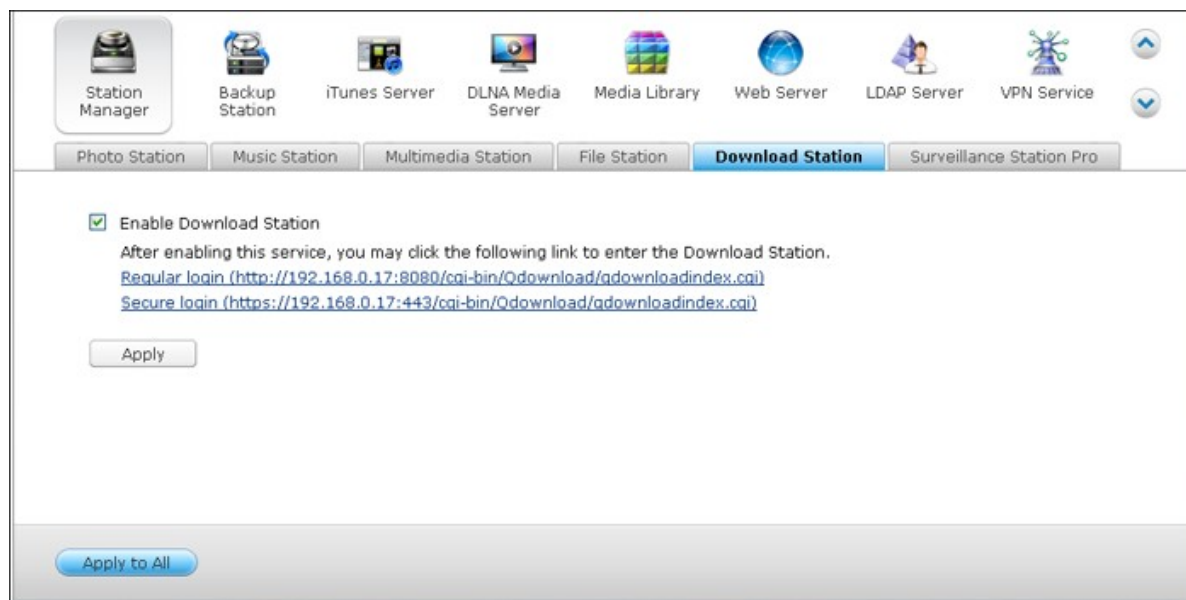 Station Manager
Backup Station
iTunes Server
DLNA Media Server
Media Library
Web Server
LDAP Server
VPN Service
Photo Station
Music Station
Multimedia Station
File Station
Download Station
Surveillance Station Pro
Enable Download Station
After enabling this service, you may click the following link to enter the Download Station.
Regular login (http://192.168.0.17:8080/cgi-bin/Qdownload/qdownloadindex.cgi)
Secure login (https://192.168.0.17:443/cgi-bin/Qdownload/qdownloadindex.cgi)
Apply
Apply to All